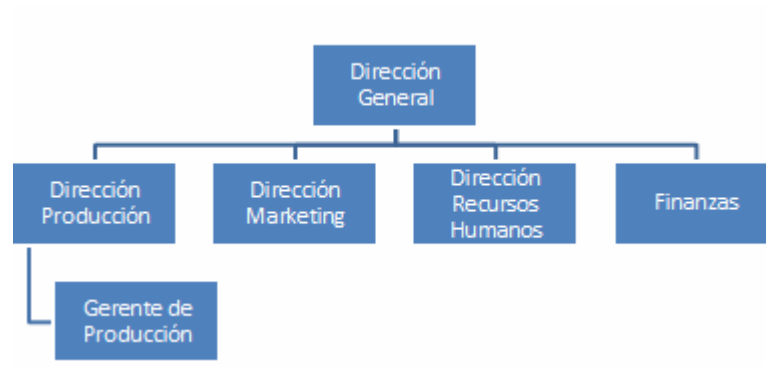 Dirección
General
Dirección
Producción
Dirección
Marketing
Dirección
Recursos
Humanos
Finanzas
Gerente de
Producción